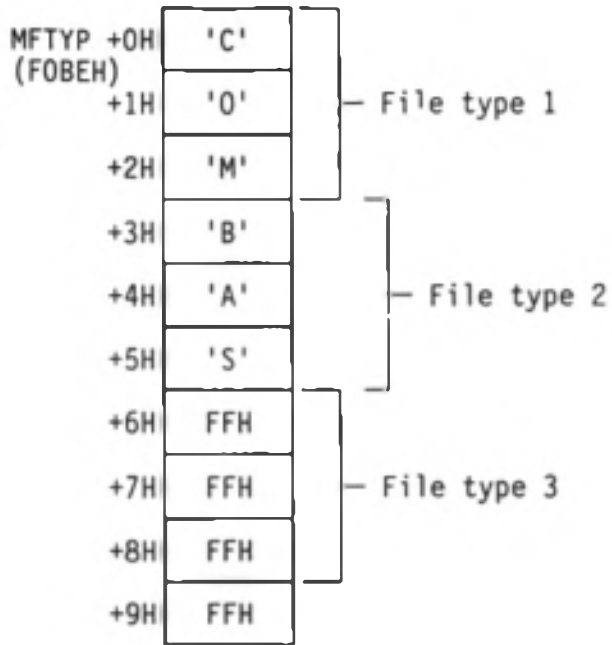 MFTYP +0H 'C'
(F0BEH)
+1H 'O' File type 1
+2H 'M'
+3H 'B'
+4H 'A' File type 2
+5H 'S'
+6H FFH
+7H FFH File type 3
+8H FFH
+9H FFH